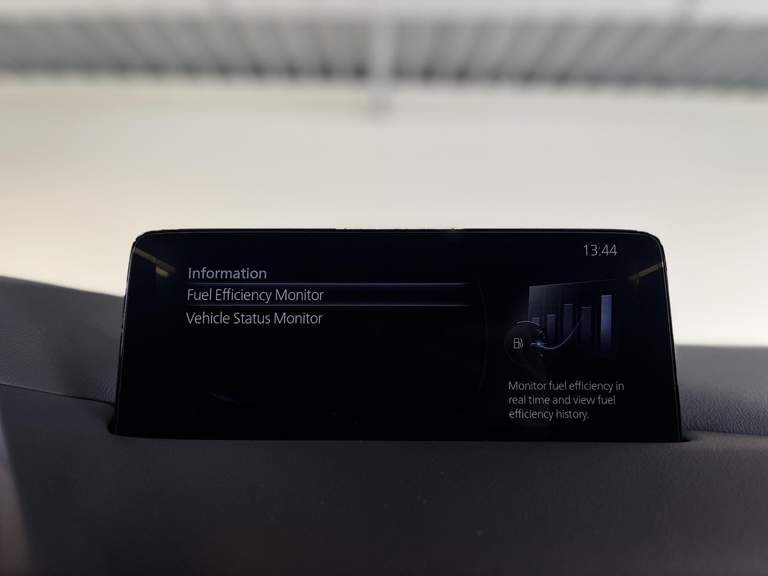 13:44
Information
Fuel Efficiency Monitor
Vehicle Status Monitor
Monitor fuel efficiency in
real time and view fuel
efficiency history.